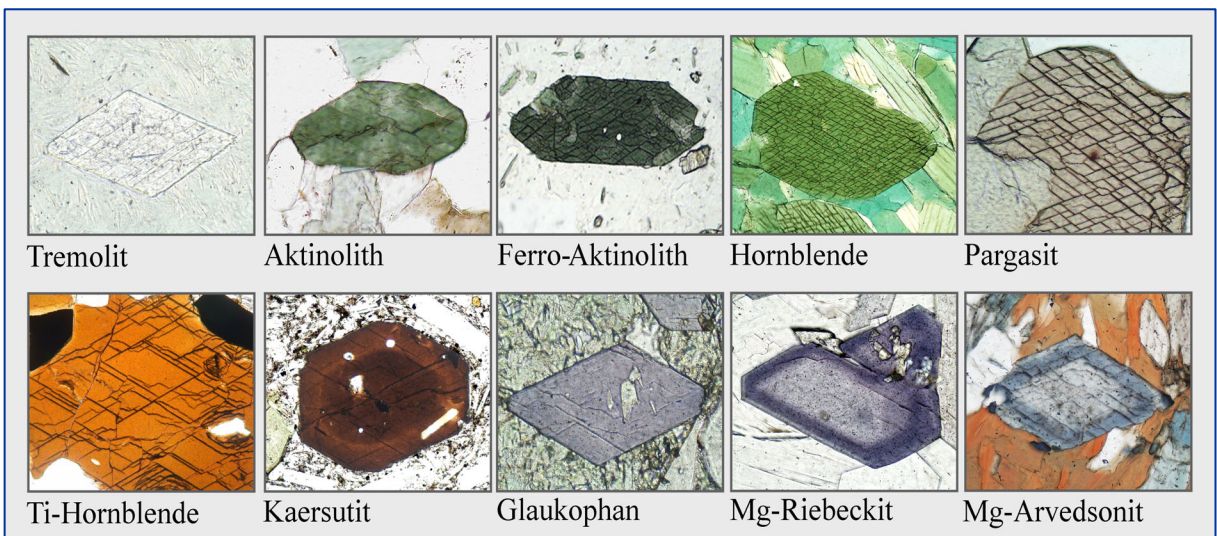 Tremolit
Aktinolith
Ferro-Aktinolith
Hornblende
Pargasit
Ti-Hornblende
Kaersutit
Glaukophan
Mg-Riebeckit
Mg-Arvedsonit